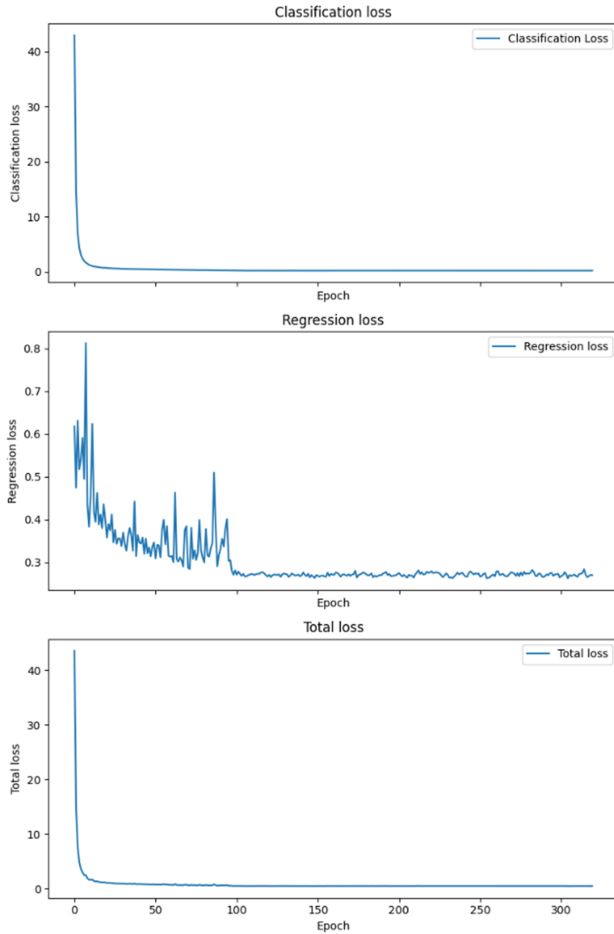 Classification loss
Classification Loss
Classification loss
40
30
20
10
0
Epoch
Regression loss
Regression loss
Regression loss
0.8
0.7
0.6
0.5
0.4
0.3
Epoch
Total loss
Total loss
Total loss
40
30
20
10
0
0 50 100 150 200 250 300
Epoch